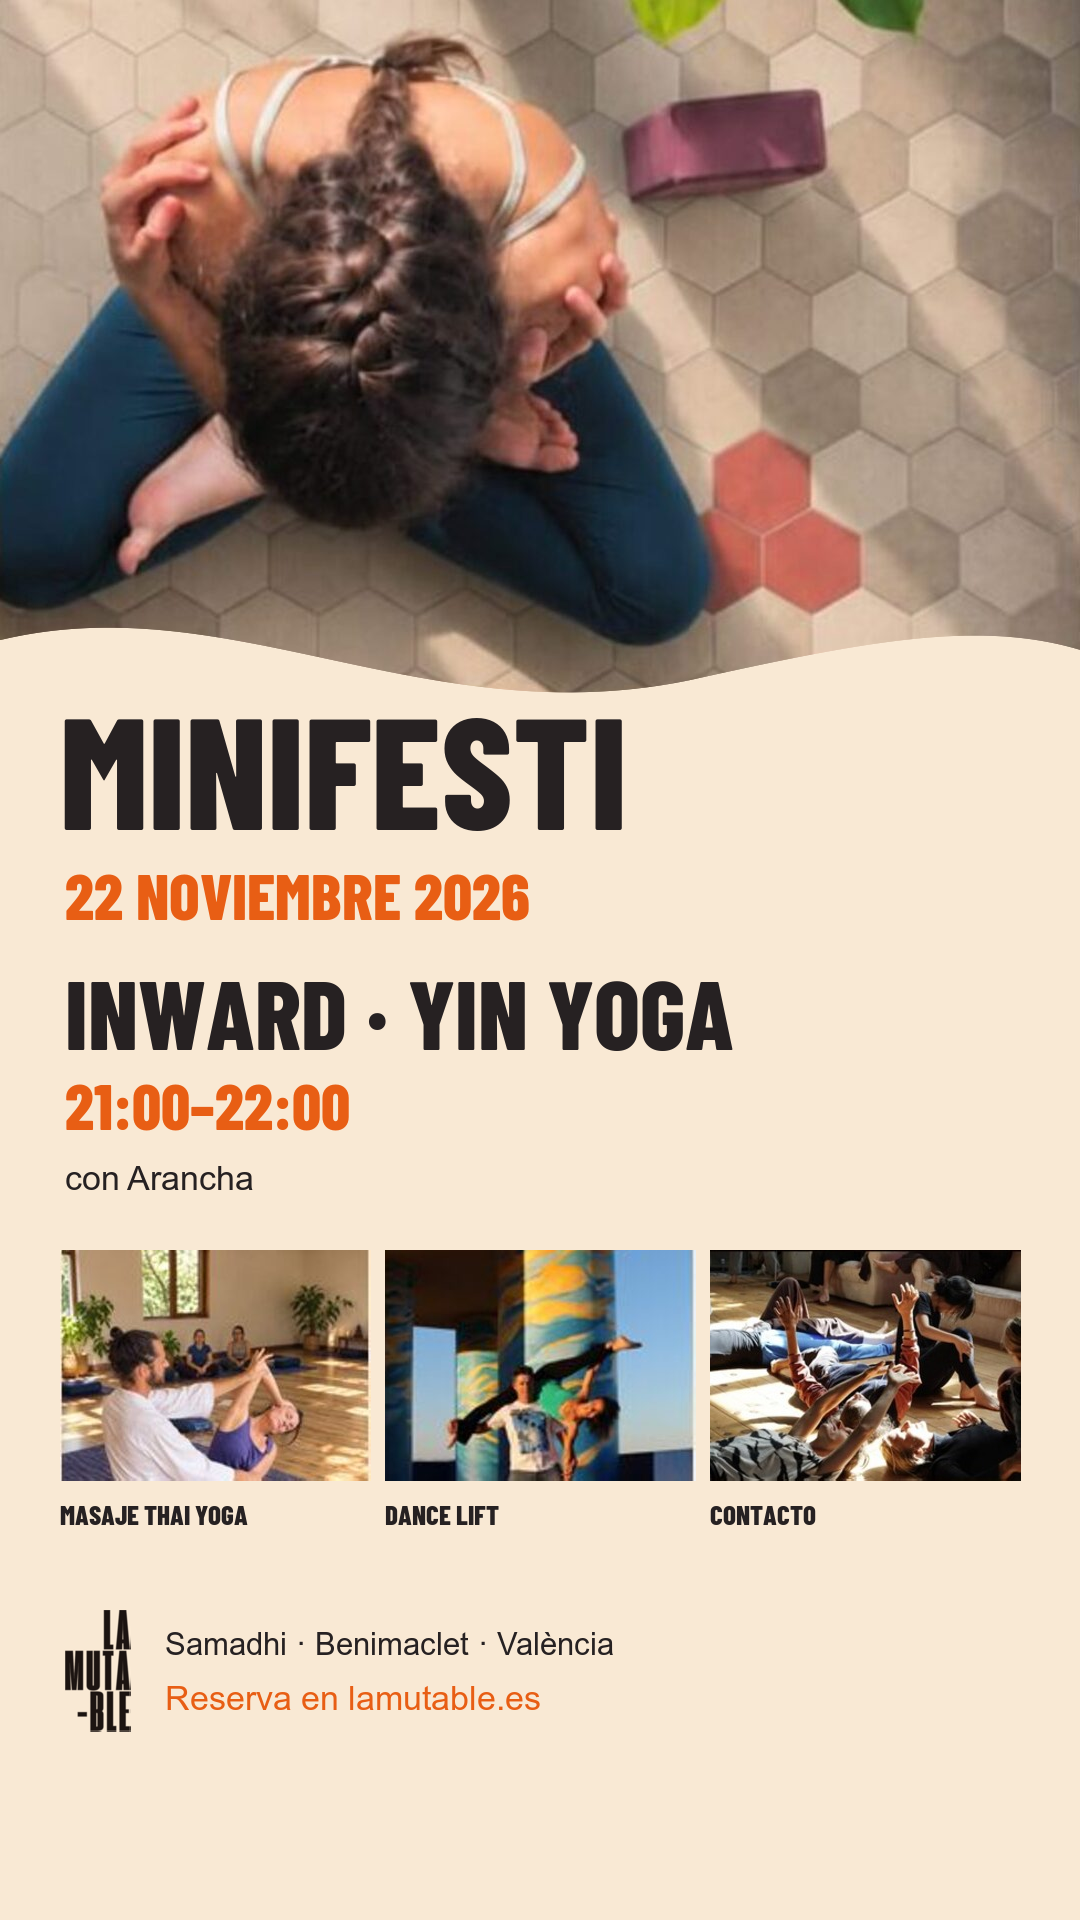 MINIFESTI
22 NOVIEMBRE 2026
INWARD · YIN YOGA
21:00–22:00
con Arancha
MASAJE THAI YOGA
DANCE LIFT
CONTACTO
LA
MUTA
-BLE
Samadhi · Benimaclet · València
Reserva en lamutable.es